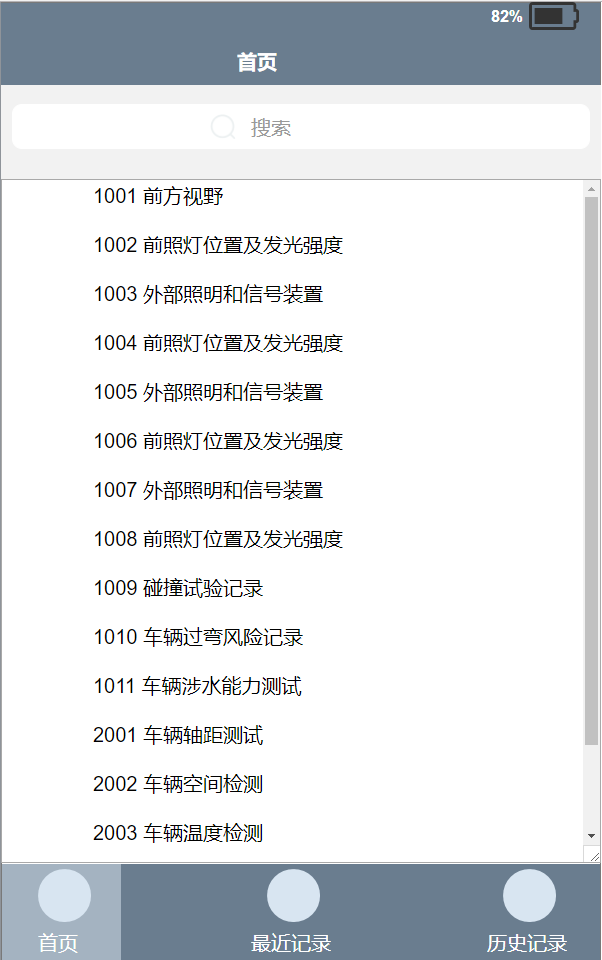 82%
首页
搜索
1001 前方视野
1002 前照灯位置及发光强度
1003 外部照明和信号装置
1004 前照灯位置及发光强度
1005 外部照明和信号装置
1006 前照灯位置及发光强度
1007 外部照明和信号装置
1008 前照灯位置及发光强度
1009 碰撞试验记录
1010 车辆过弯风险记录
1011 车辆涉水能力测试
2001 车辆轴距测试
2002 车辆空间检测
2003 车辆温度检测
首页 最近记录 历史记录